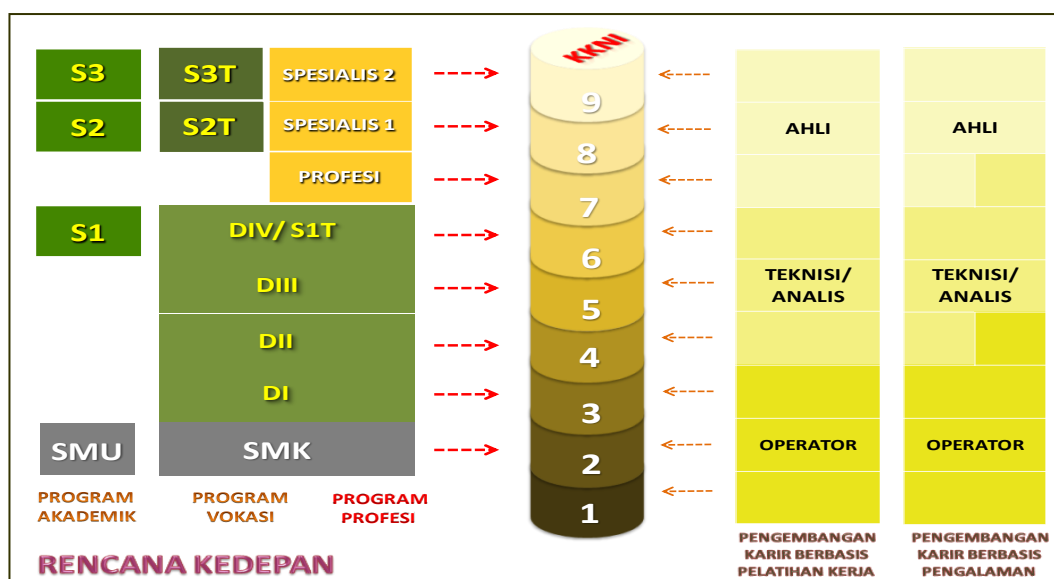 KKNI
S3
S3T
SPESIALIS 2
9
S2
S2T
SPESIALIS 1
8
AHLI
AHLI
PROFESI
7
S1
DIV/ S1T
6
DIII
5
TEKNISI/
ANALIS
TEKNISI/
ANALIS
DII
4
DI
3
SMU
SMK
2
OPERATOR
OPERATOR
1
PROGRAM
AKADEMIK
PROGRAM
VOKASI
PROGRAM
PROFESI
PENGEMBANGAN
KARIR BERBASIS
PELATIHAN KERJA
PENGEMBANGAN
KARIR BERBASIS
PENGALAMAN
RENCANA KEDEPAN